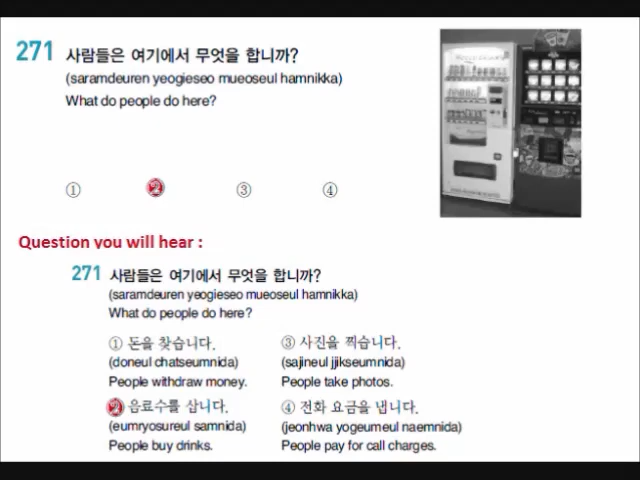 271 사람들은 여기에서 무엇을 합니까?
(saramdeuren yeogieseo mueoseul hamnikka)
What do people do here?
① ② ③ ④
Question you will hear :
271 사람들은 여기에서 무엇을 합니까?
(saramdeuren yeogieseo mueoseul hamnikka)
What do people do here?
① 돈을 찾습니다.
(doneul chatseumnida)
People withdraw money.
② 음료수를 삽니다.
(eumryosureul samnida)
People buy drinks.
③ 사진을 찍습니다.
(sajineul jjikseumnida)
People take photos.
④ 전화 요금을 냅니다.
(jeonhwa yogeumeul naemnida)
People pay for call charges.